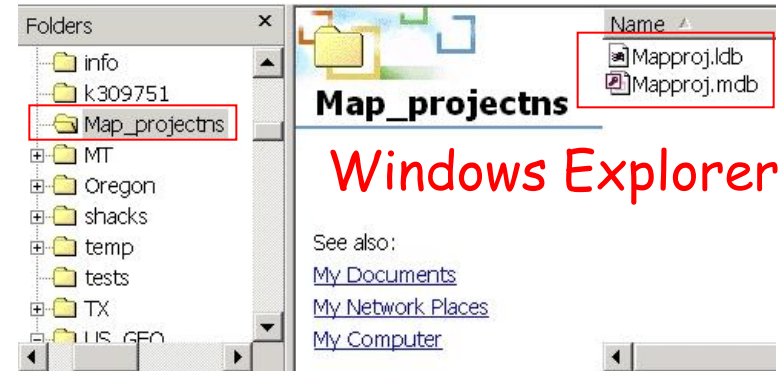 Folders ×
info
k309751
Map_projectns
MT
Oregon
shacks
temp
tests
TX
US_GEO
Map_projectns
Windows Explorer
See also:
My Documents
My Network Places
My Computer
Name
Mapproj.ldb
Mapproj.mdb